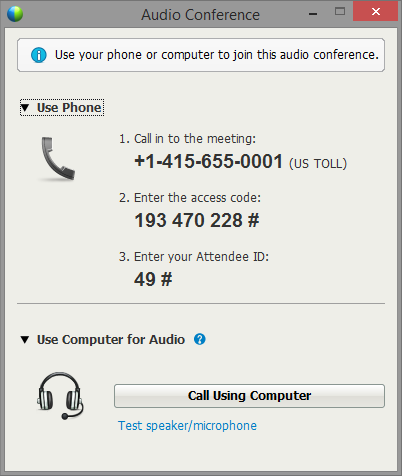 Audio Conference
Use your phone or computer to join this audio conference.
Use Phone
1. Call in to the meeting:
+1-415-655-0001 (US TOLL)
2. Enter the access code:
193 470 228 #
3. Enter your Attendee ID:
49 #
Use Computer for Audio
Call Using Computer
Test speaker/microphone